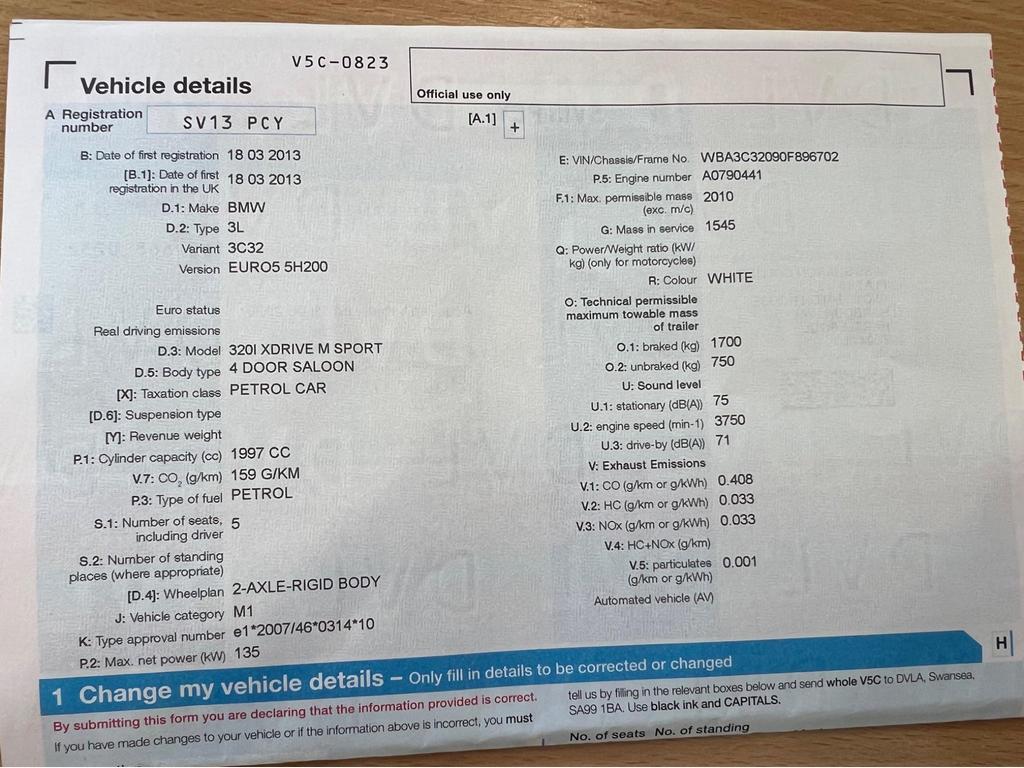 V5C-0823
Vehicle details
Official use only
A Registration number SV13 PCY
[A.1] +
B: Date of first registration 18 03 2013
[B.1]: Date of first
registration in the UK 18 03 2013
D.1: Make BMW
D.2: Type 3L
Variant 3C32
Version EURO5 5H200
Euro status
Real driving emissions
D.3: Model 320I XDRIVE M SPORT
D.5: Body type 4 DOOR SALOON
[X]: Taxation class PETROL CAR
[D.6]: Suspension type
[Y]: Revenue weight
P.1: Cylinder capacity (cc) 1997 CC
V.7: CO2 (g/km) 159 G/KM
P.3: Type of fuel PETROL
S.1: Number of seats,
including driver 5
S.2: Number of standing
places (where appropriate)
[D.4]: Wheelplan 2-AXLE-RIGID BODY
J: Vehicle category M1
K: Type approval number e1*2007/46*0314*10
P.2: Max. net power (kW) 135
E: VIN/Chassis/Frame No. WBA3C32090F896702
P.5: Engine number A0790441
F.1: Max. permissible mass 2010
(exc. m/c)
G: Mass in service 1545
Q: Power/Weight ratio (kW/
kg) (only for motorcycles)
R: Colour WHITE
O: Technical permissible
maximum towable mass
of trailer
O.1: braked (kg) 1700
O.2: unbraked (kg) 750
U: Sound level
U.1: stationary (dB(A)) 75
U.2: engine speed (min-1) 3750
U.3: drive-by (dB(A)) 71
V: Exhaust Emissions
V.1: CO (g/km or g/kWh) 0.408
V.2: HC (g/km or g/kWh) 0.033
V.3: NOx (g/km or g/kWh) 0.033
V.4: HC+NOx (g/km)
V.5: particulates 0.001
(g/km or g/kWh)
Automated vehicle (AV)
H
1 Change my vehicle details – Only fill in details to be corrected or changed
By submitting this form you are declaring that the information provided is correct.
If you have made changes to your vehicle or if the information above is incorrect, you must
tell us by filling in the relevant boxes below and send whole V5C to DVLA, Swansea,
SA99 1BA. Use black ink and CAPITALS.
No. of seats No. of standing